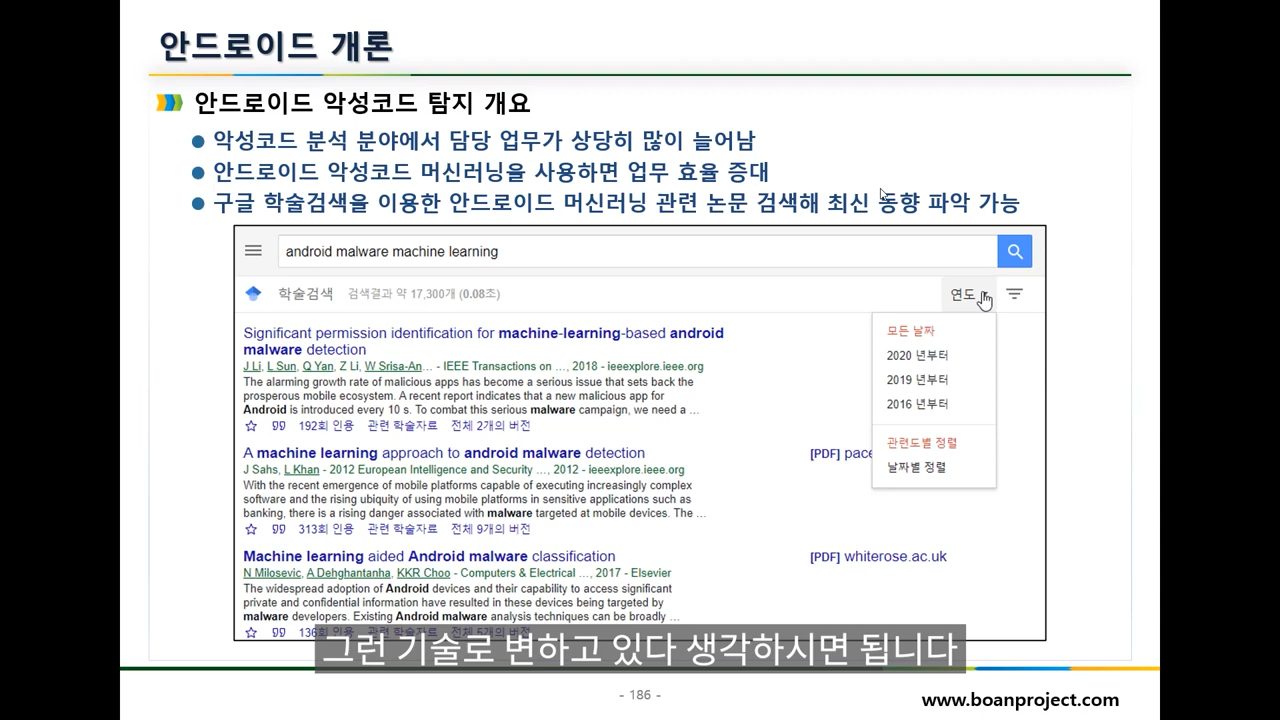 안드로이드 개론
안드로이드 악성코드 탐지 개요
악성코드 분석 분야에서 담당 업무가 상당히 많이 늘어남
안드로이드 악성코드 머신러닝을 사용하면 업무 효율 증대
구글 학술검색을 이용한 안드로이드 머신러닝 관련 논문 검색해 최신 동향 파악 가능
android malware machine learning
학술검색 검색결과 약 17,300개 (0.08초) 연도
모든 날짜
2020 년부터
2019 년부터
2016 년부터
관련도별 정렬
날짜별 정렬
Significant permission identification for machine-learning-based android
malware detection
J Li, L Sun, Q Yan, Z Li, W Srisa-An... - IEEE Transactions on ..., 2018 - ieeexplore.ieee.org
The alarming growth rate of malicious apps has become a serious issue that sets back the
prosperous mobile ecosystem. A recent report indicates that a new malicious app for
Android is introduced every 10 s. To combat this serious malware campaign, we need a ...
192회 인용 관련 학술자료 전체 2개의 버전
A machine learning approach to android malware detection [PDF] pace
J Sahs, L Khan - 2012 European Intelligence and Security ..., 2012 - ieeexplore.ieee.org
With the recent emergence of mobile platforms capable of executing increasingly complex
software and the rising ubiquity of using mobile platforms in sensitive applications such as
banking, there is a rising danger associated with malware targeted at mobile devices. The ...
313회 인용 관련 학술자료 전체 9개의 버전
Machine learning aided Android malware classification [PDF] whiterose.ac.uk
N Milosevic, A Dehghantanha, KKR Choo - Computers & Electrical ..., 2017 - Elsevier
The widespread adoption of Android devices and their capability to access significant
private and confidential information have resulted in these devices being targeted by
malware developers. Existing Android malware analysis techniques can be broadly ...
그런 기술로 변하고 있다 생각하시면 됩니다
- 186 -
www.boanproject.com